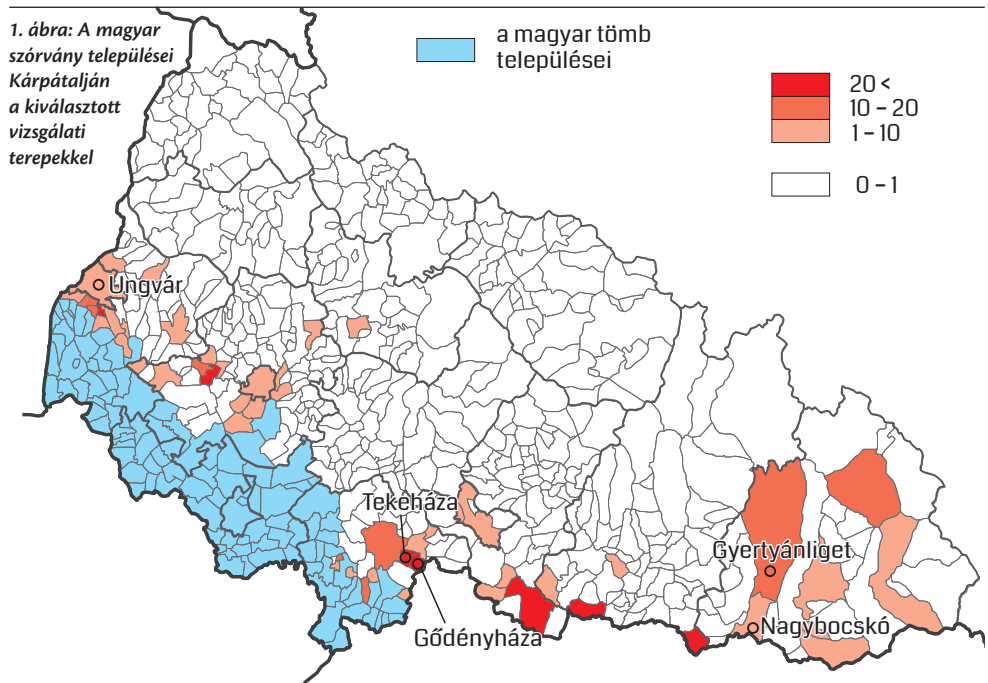 1. ábra: A magyar
szórvány települései
Kárpátalján
a kiválasztott
vizsgálati
terepekkel
a magyar tömb
települései
20 <
10 – 20
1 – 10
0 – 1
Ungvár
Tekeháza
Gyertyánliget
Gődényháza
Nagybocskó